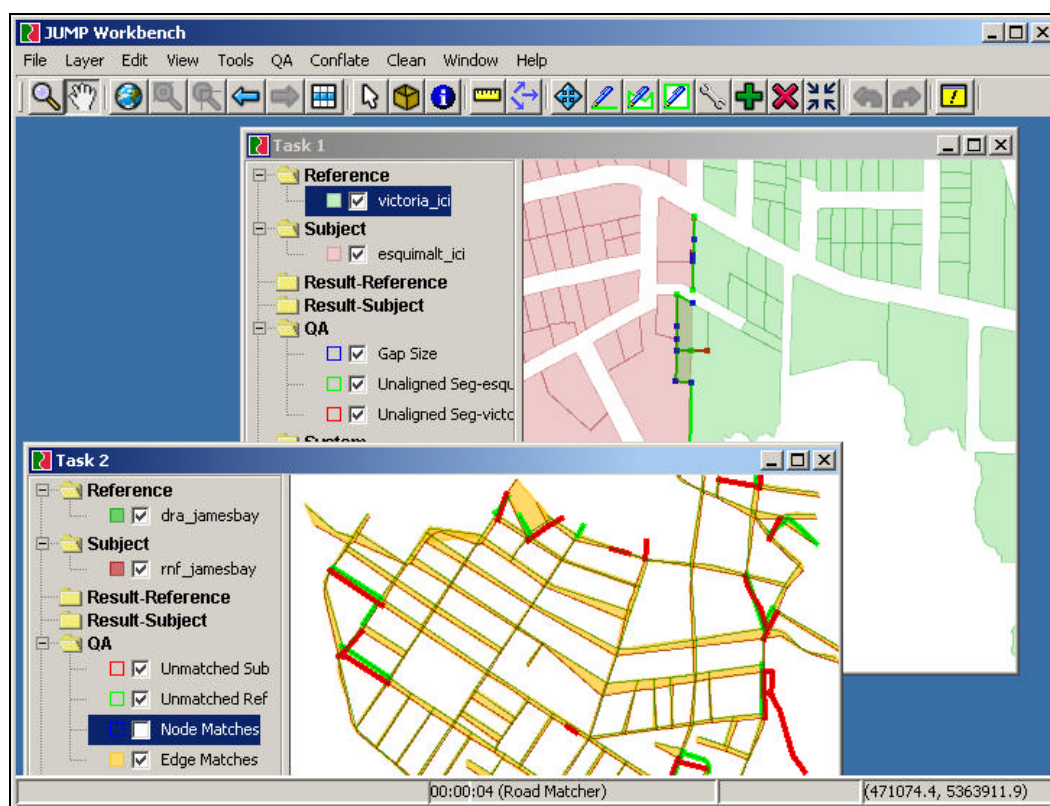 JUMP Workbench
File Layer Edit View Tools QA Conflate Clean Window Help
Task 1
Reference
victoria_ici
Subject
esquimalt_ici
Result-Reference
Result-Subject
QA
Gap Size
Unaligned Seg-esqu
Unaligned Seg-victo
System
Task 2
Reference
dra_jamesbay
Subject
rnf_jamesbay
Result-Reference
Result-Subject
QA
Unmatched Sub
Unmatched Ref
Node Matches
Edge Matches
00:00:04 (Road Matcher) (471074.4, 5363911.9)